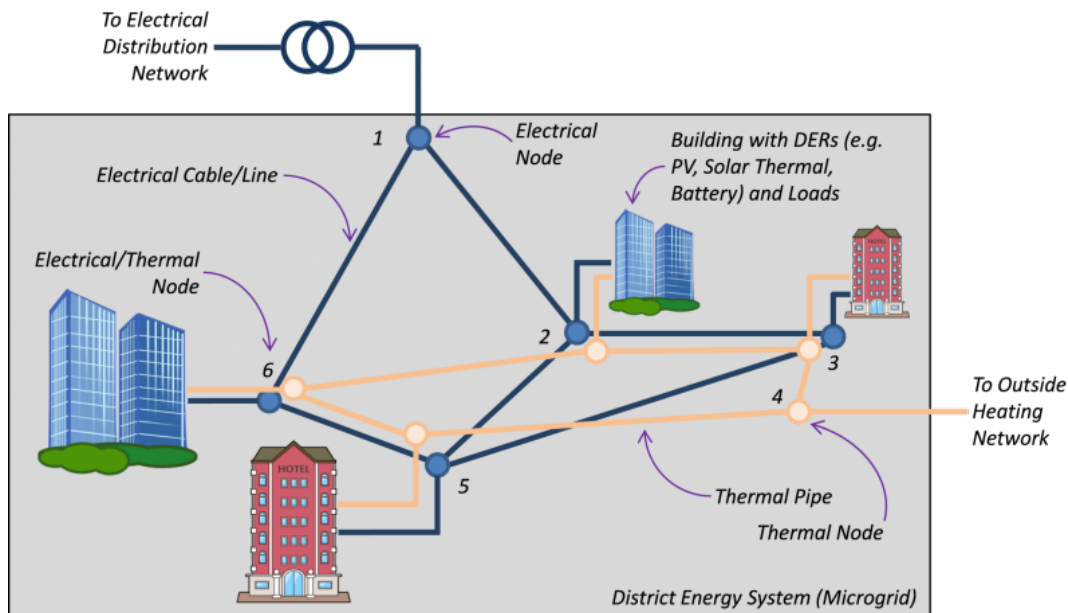 To Electrical
Distribution
Network
1
Electrical
Node
Building with DERs (e.g.
PV, Solar Thermal,
Battery) and Loads
Electrical Cable/Line
Electrical/Thermal
Node
HOTEL
2
3
6
4
To Outside
Heating
Network
HOTEL
5
Thermal Pipe
Thermal Node
District Energy System (Microgrid)